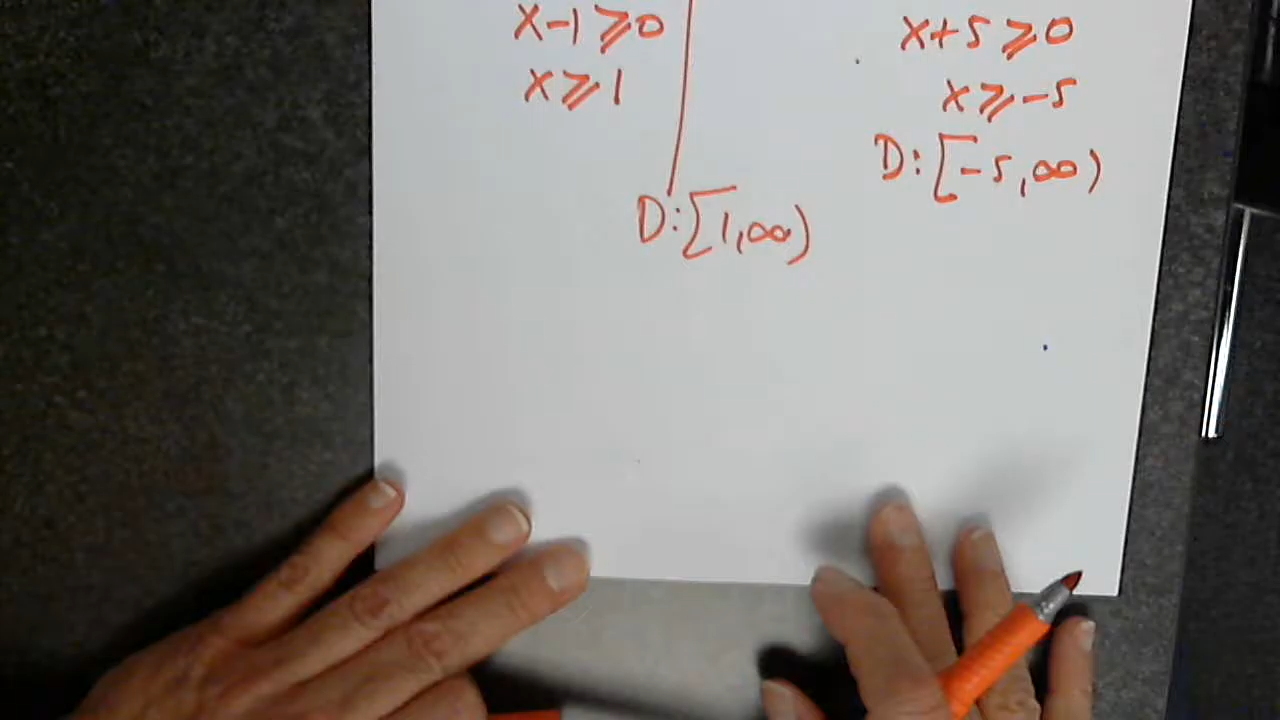 x-1⩾0
x⩾1
D:[1,∞)
x+5⩾0
x⩾-5
D:[-5,∞)